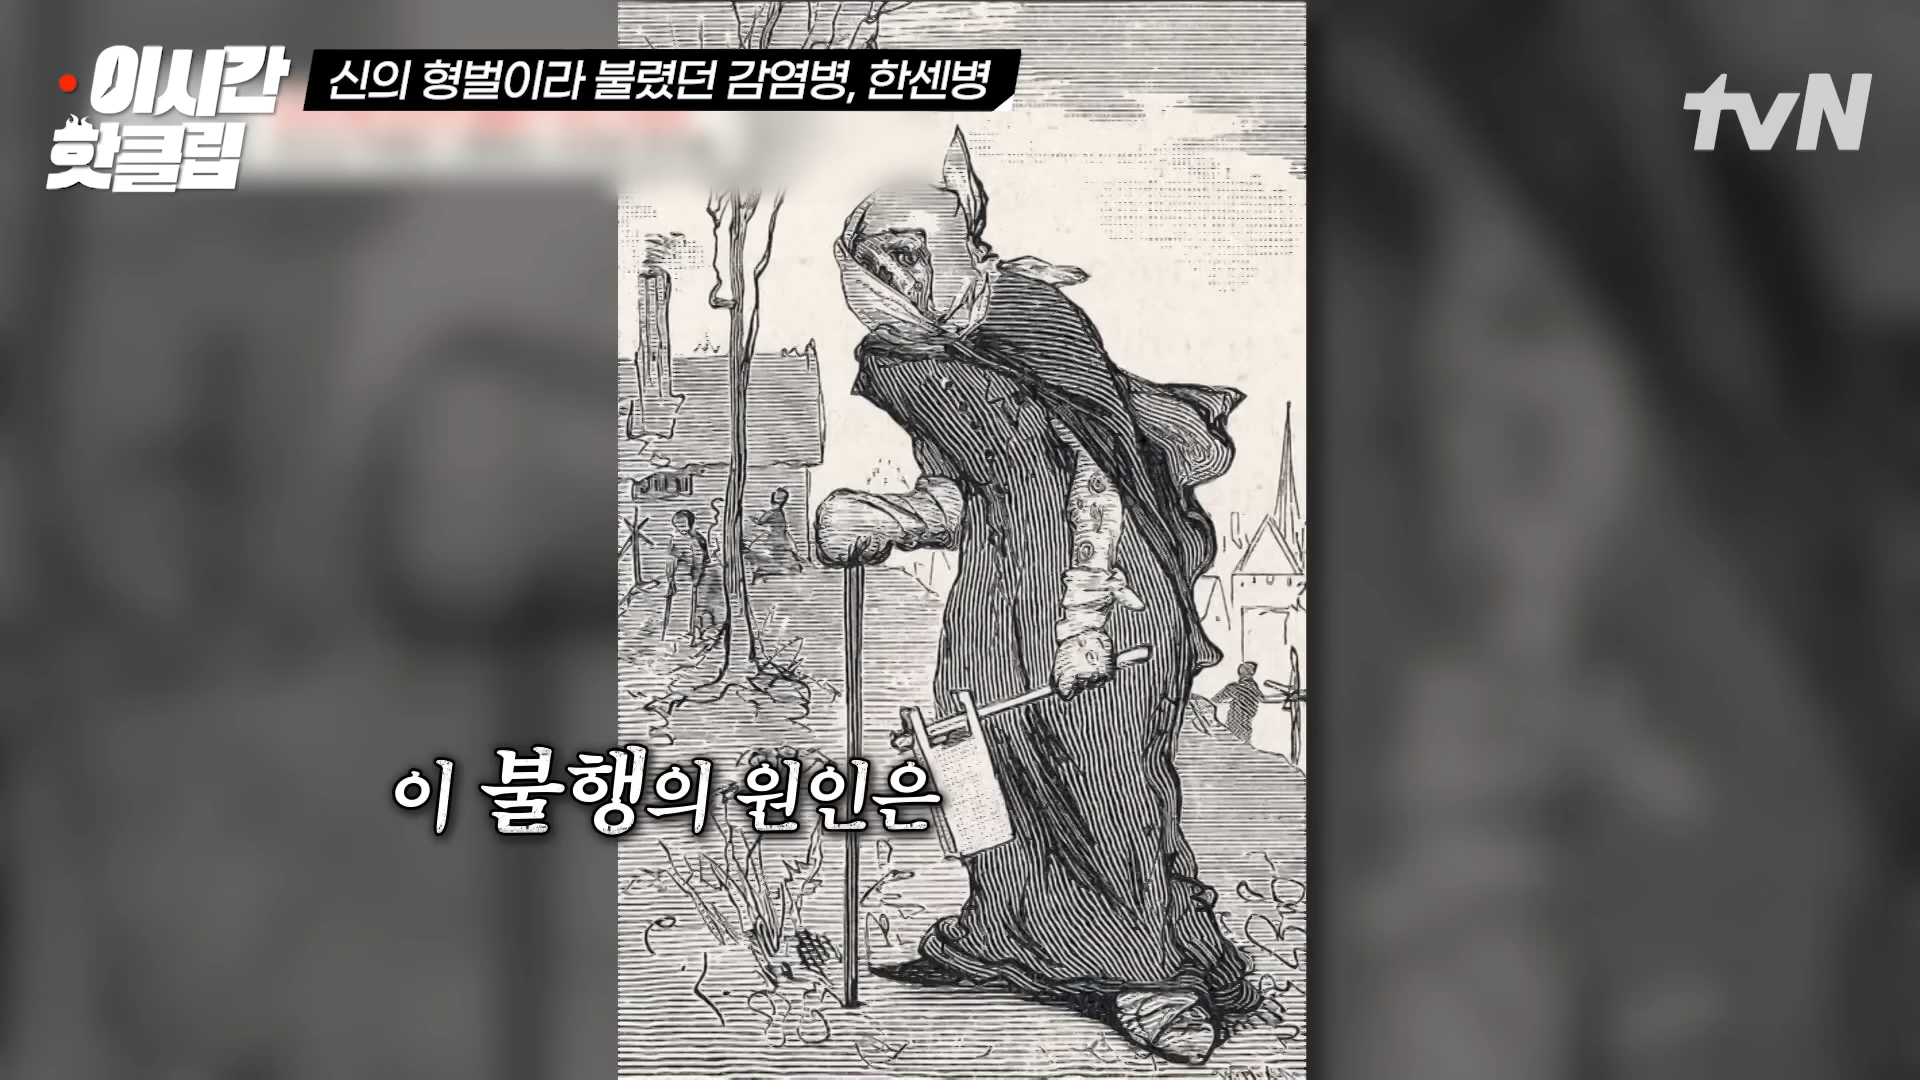 이시간
핫클립
신의 형벌이라 불렸던 감염병, 한센병
tvN
이 불행의 원인은